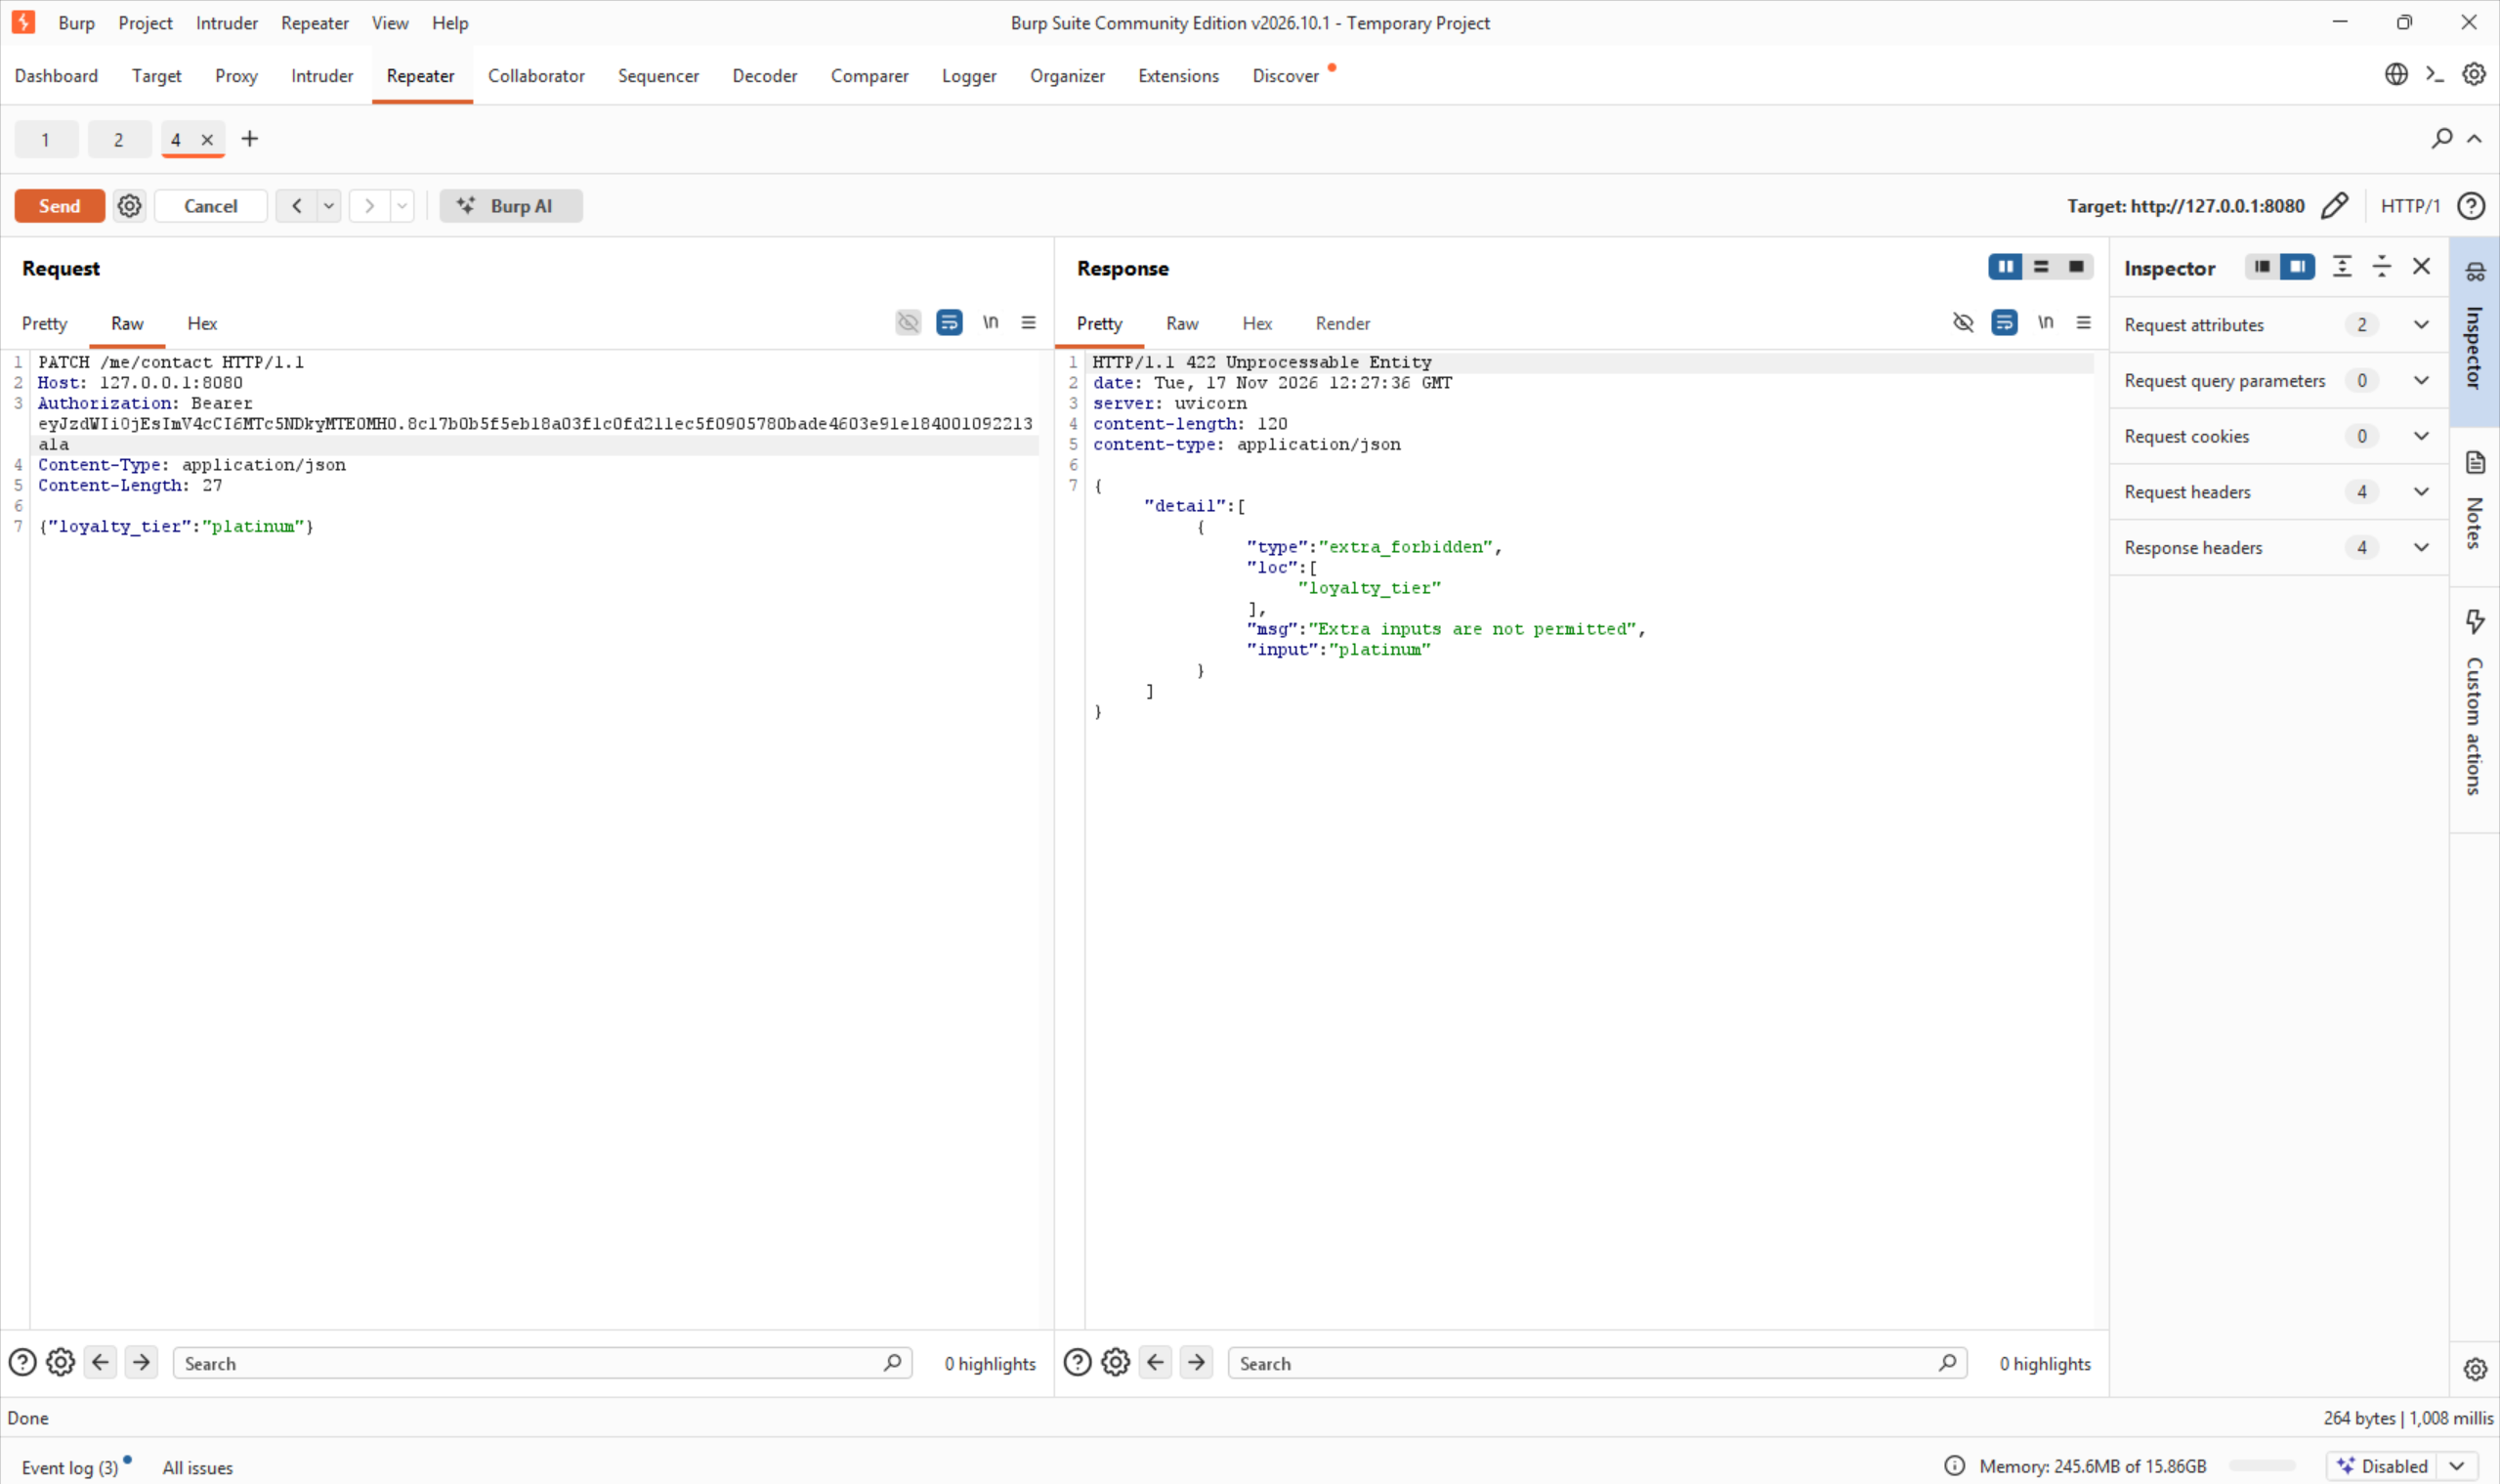 Burp Project Intruder Repeater View Help
Burp Suite Community Edition v2026.10.1 - Temporary Project
Dashboard Target Proxy Intruder Repeater Collaborator Sequencer Decoder Comparer Logger Organizer Extensions Discover
1 2 4
Send Cancel Burp AI
Target: http://127.0.0.1:8080 HTTP/1
Request
Pretty Raw Hex
\n
1 PATCH /me/contact HTTP/1.1
2 Host: 127.0.0.1:8080
3 Authorization: Bearer
eyJzdWIiOjEsImV4cCI6MTc5NDkyMTE0MH0.8c17b0b5f5eb18a03f1c0fd211ec5f0905780bade4603e91e184001092213
a1a
4 Content-Type: application/json
5 Content-Length: 27
6
7 {"loyalty_tier":"platinum"}
Search
0 highlights
Response
Pretty Raw Hex Render
\n
1 HTTP/1.1 422 Unprocessable Entity
2 date: Tue, 17 Nov 2026 12:27:36 GMT
3 server: uvicorn
4 content-length: 120
5 content-type: application/json
6
7 {
"detail":[
{
"type":"extra_forbidden",
"loc":[
"loyalty_tier"
],
"msg":"Extra inputs are not permitted",
"input":"platinum"
}
]
}
Search
0 highlights
Inspector
Request attributes 2
Request query parameters 0
Request cookies 0
Request headers 4
Response headers 4
Inspector
Notes
Custom actions
Done
264 bytes | 1,008 millis
Event log (3) All issues
Memory: 245.6MB of 15.86GB
Disabled